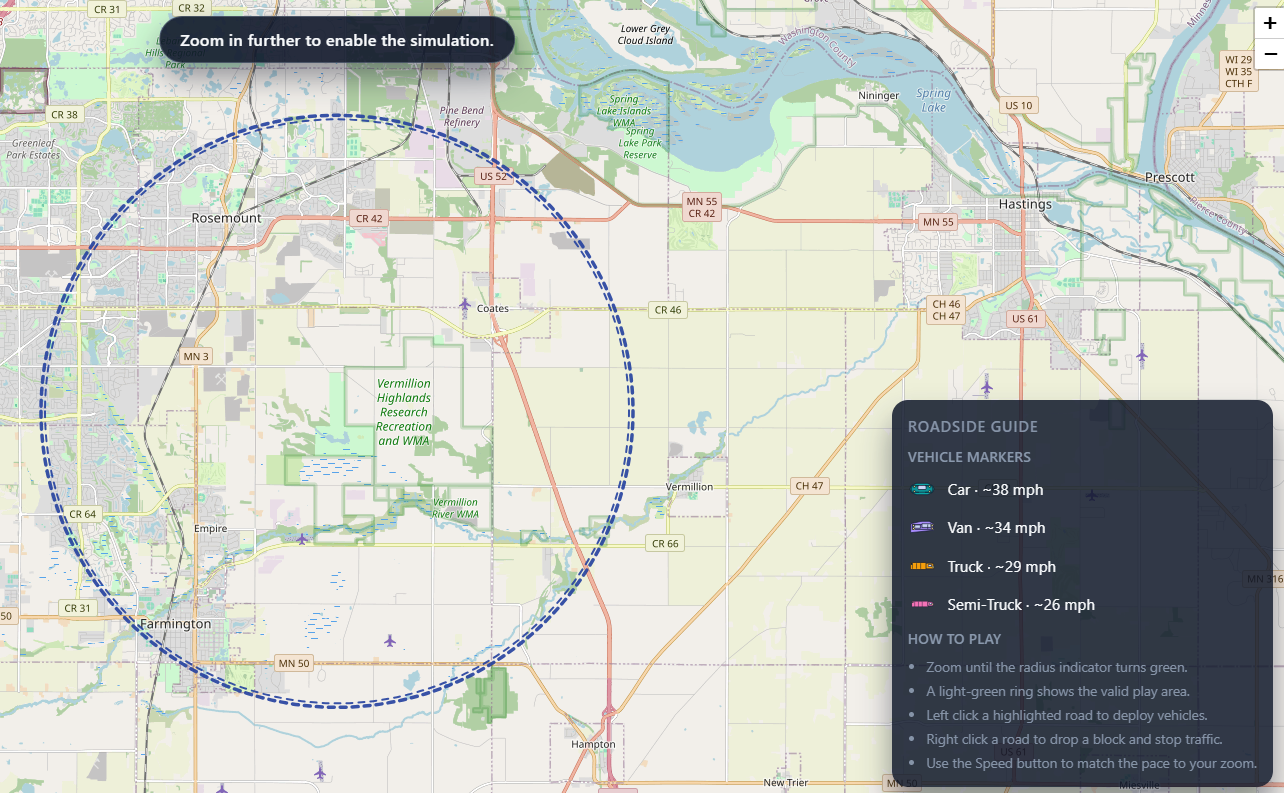 CR 31
CR 32
Zoom in further to enable the simulation.
Lower Grey
Cloud Island
Washington County
+
−
WI 29
WI 35
CTH F
US 10
Nininger
Spring
Lake
Spring
Lake Islands
WMA
Spring
Lake Park
Reserve
Pine Bend
Refinery
CR 38
Greenleaf
Park Estates
US 52
Prescott
Pierce County
Hastings
MN 55
CR 42
MN 55
Rosemount
CR 42
Coates
CR 46
CH 46
CH 47
US 61
MN 3
Vermillion
Highlands
Research
Recreation
and WMA
Vermillion
River WMA
Vermillion
CH 47
CR 64
Empire
CR 66
CR 31
50
Farmington
MN 50
Hampton
New Trier
MN 50
ROADSIDE GUIDE
VEHICLE MARKERS
Car · ~38 mph
Van · ~34 mph
Truck · ~29 mph
Semi-Truck · ~26 mph
HOW TO PLAY
• Zoom until the radius indicator turns green.
• A light-green ring shows the valid play area.
• Left click a highlighted road to deploy vehicles.
• Right click a road to drop a block and stop traffic.
• Use the Speed button to match the pace to your zoom.
MN 316
US 61
Miesville